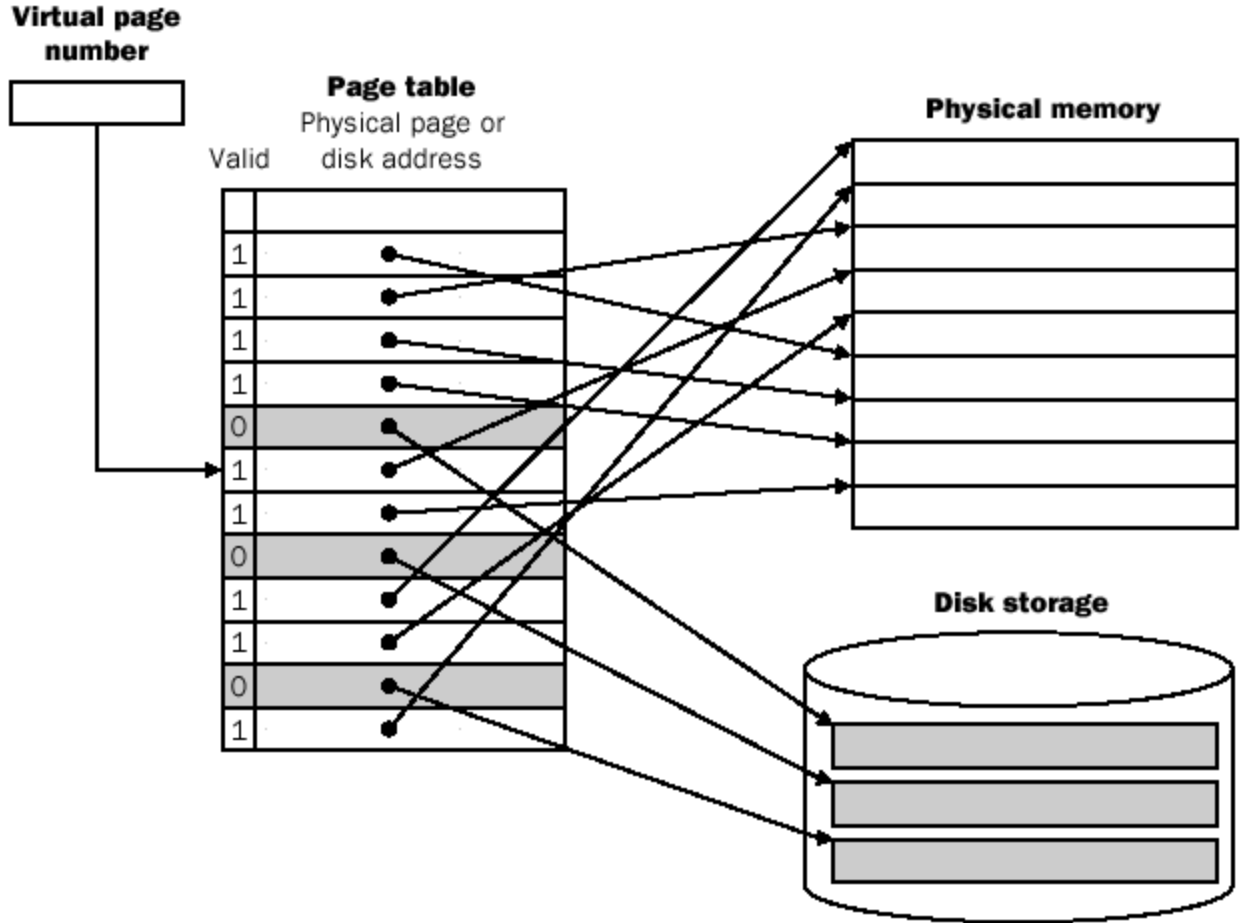 Virtual page
number
Page table
Physical page or
disk address
Valid
Physical memory
1
1
1
1
0
1
1
0
1
1
0
1
Disk storage